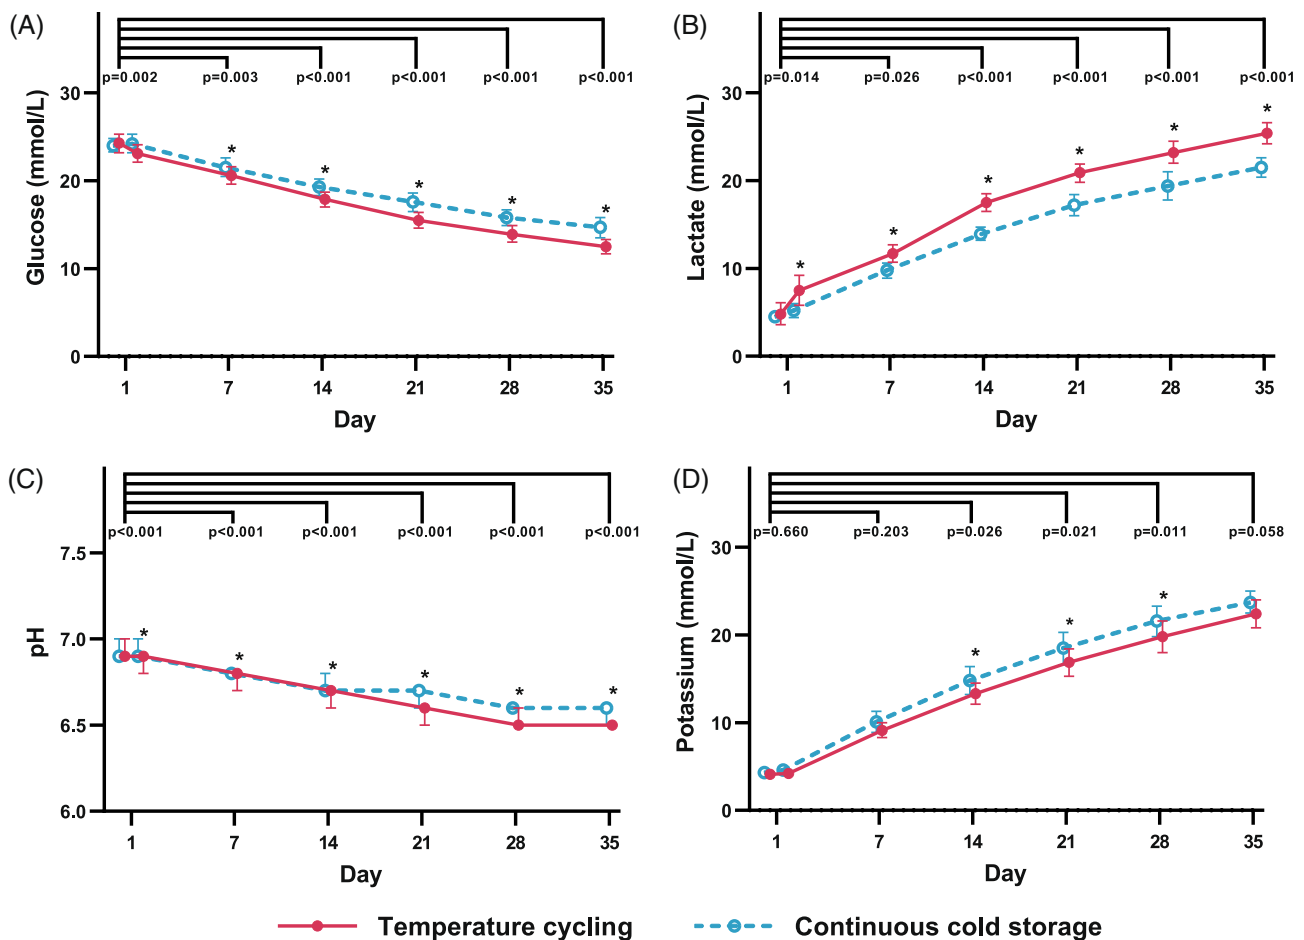 (A)
p=0.002 p=0.003 p<0.001 p<0.001 p<0.001 p<0.001
Glucose (mmol/L)
30
20
10
0
1 7 14 21 28 35
Day
* * * * *
(B)
p=0.014 p=0.026 p<0.001 p<0.001 p<0.001 p<0.001
Lactate (mmol/L)
30
20
10
0
1 7 14 21 28 35
Day
* * * * * *
(C)
p<0.001 p<0.001 p<0.001 p<0.001 p<0.001 p<0.001
pH
7.5
7.0
6.5
6.0
1 7 14 21 28 35
Day
* * * * * *
(D)
p=0.660 p=0.203 p=0.026 p=0.021 p=0.011 p=0.058
Potassium (mmol/L)
30
20
10
0
1 7 14 21 28 35
Day
* * *
Temperature cycling Continuous cold storage